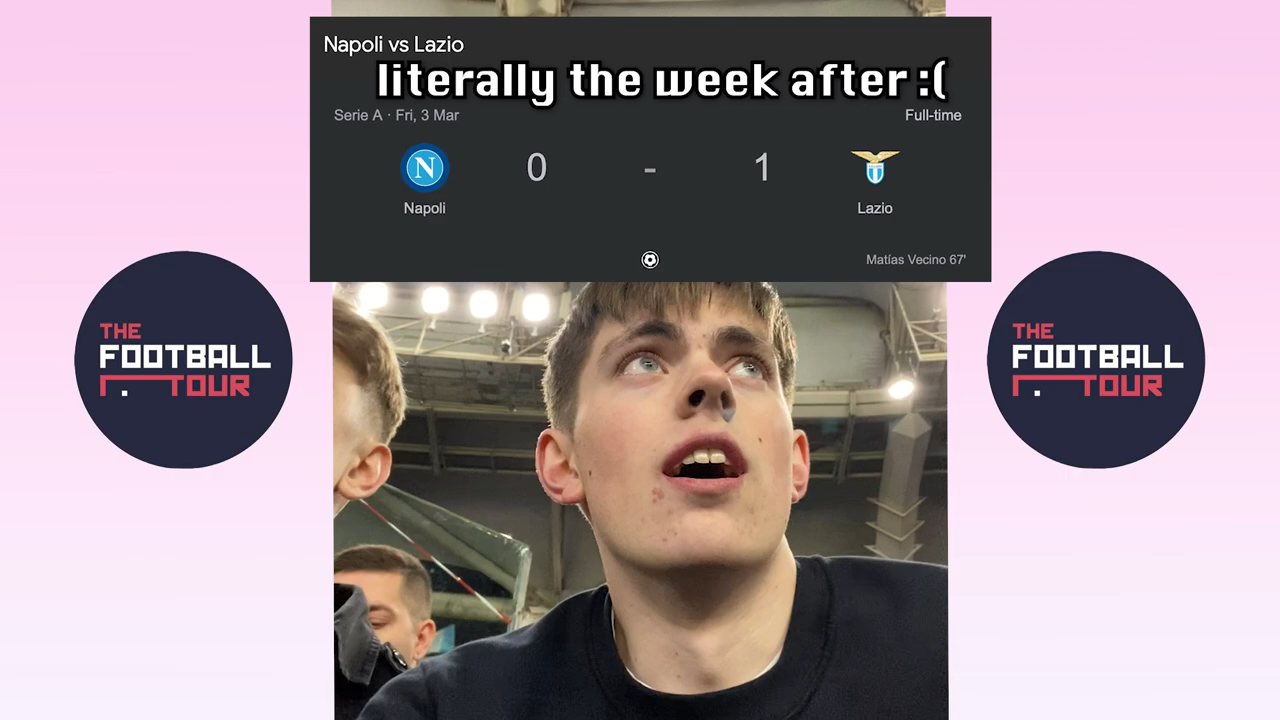 Napoli vs Lazio
literally the week after :(
Serie A · Fri, 3 Mar
Full-time
N
0 - 1
Napoli
Lazio
Matías Vecino 67'
THE
FOOTBALL
TOUR
THE
FOOTBALL
TOUR